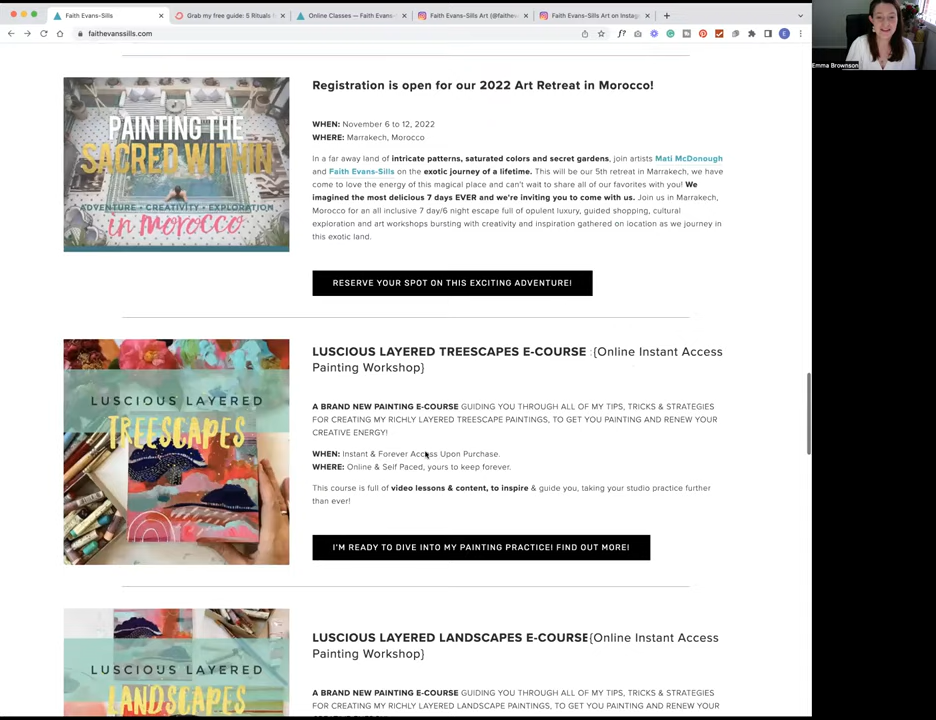 Faith Evans-Sills
Grab my free guide: 5 Rituals
Online Classes — Faith Evans
Faith Evans-Sills Art (@faithev
Faith Evans-Sills Art on Instag
faithevanssills.com
Emma Brownson
PAINTING THE
SACRED WITHIN
ADVENTURE • CREATIVITY • EXPLORATION
in morocco
Registration is open for our 2022 Art Retreat in Morocco!
WHEN: November 6 to 12, 2022
WHERE: Marrakech, Morocco
In a far away land of intricate patterns, saturated colors and secret gardens, join artists Mati McDonough
and Faith Evans-Sills on the exotic journey of a lifetime. This will be our 5th retreat in Marrakech, we have
come to love the energy of this magical place and can't wait to share all of our favorites with you! We
imagined the most delicious 7 days EVER and we're inviting you to come with us. Join us in Marrakech,
Morocco for an all inclusive 7 day/6 night escape full of opulent luxury, guided shopping, cultural
exploration and art workshops bursting with creativity and inspiration gathered on location as we journey in
this exotic land.
RESERVE YOUR SPOT ON THIS EXCITING ADVENTURE!
LUSCIOUS LAYERED
TREESCAPES
LUSCIOUS LAYERED TREESCAPES E-COURSE :{Online Instant Access
Painting Workshop}
A BRAND NEW PAINTING E-COURSE GUIDING YOU THROUGH ALL OF MY TIPS, TRICKS & STRATEGIES
FOR CREATING MY RICHLY LAYERED TREESCAPE PAINTINGS, TO GET YOU PAINTING AND RENEW YOUR
CREATIVE ENERGY!
WHEN: Instant & Forever Access Upon Purchase.
WHERE: Online & Self Paced, yours to keep forever.
This course is full of video lessons & content, to inspire & guide you, taking your studio practice further
than ever!
I'M READY TO DIVE INTO MY PAINTING PRACTICE! FIND OUT MORE!
LUSCIOUS LAYERED
LANDSCAPES
LUSCIOUS LAYERED LANDSCAPES E-COURSE{Online Instant Access
Painting Workshop}
A BRAND NEW PAINTING E-COURSE GUIDING YOU THROUGH ALL OF MY TIPS, TRICKS & STRATEGIES
FOR CREATING MY RICHLY LAYERED LANDSCAPE PAINTINGS, TO GET YOU PAINTING AND RENEW YOUR